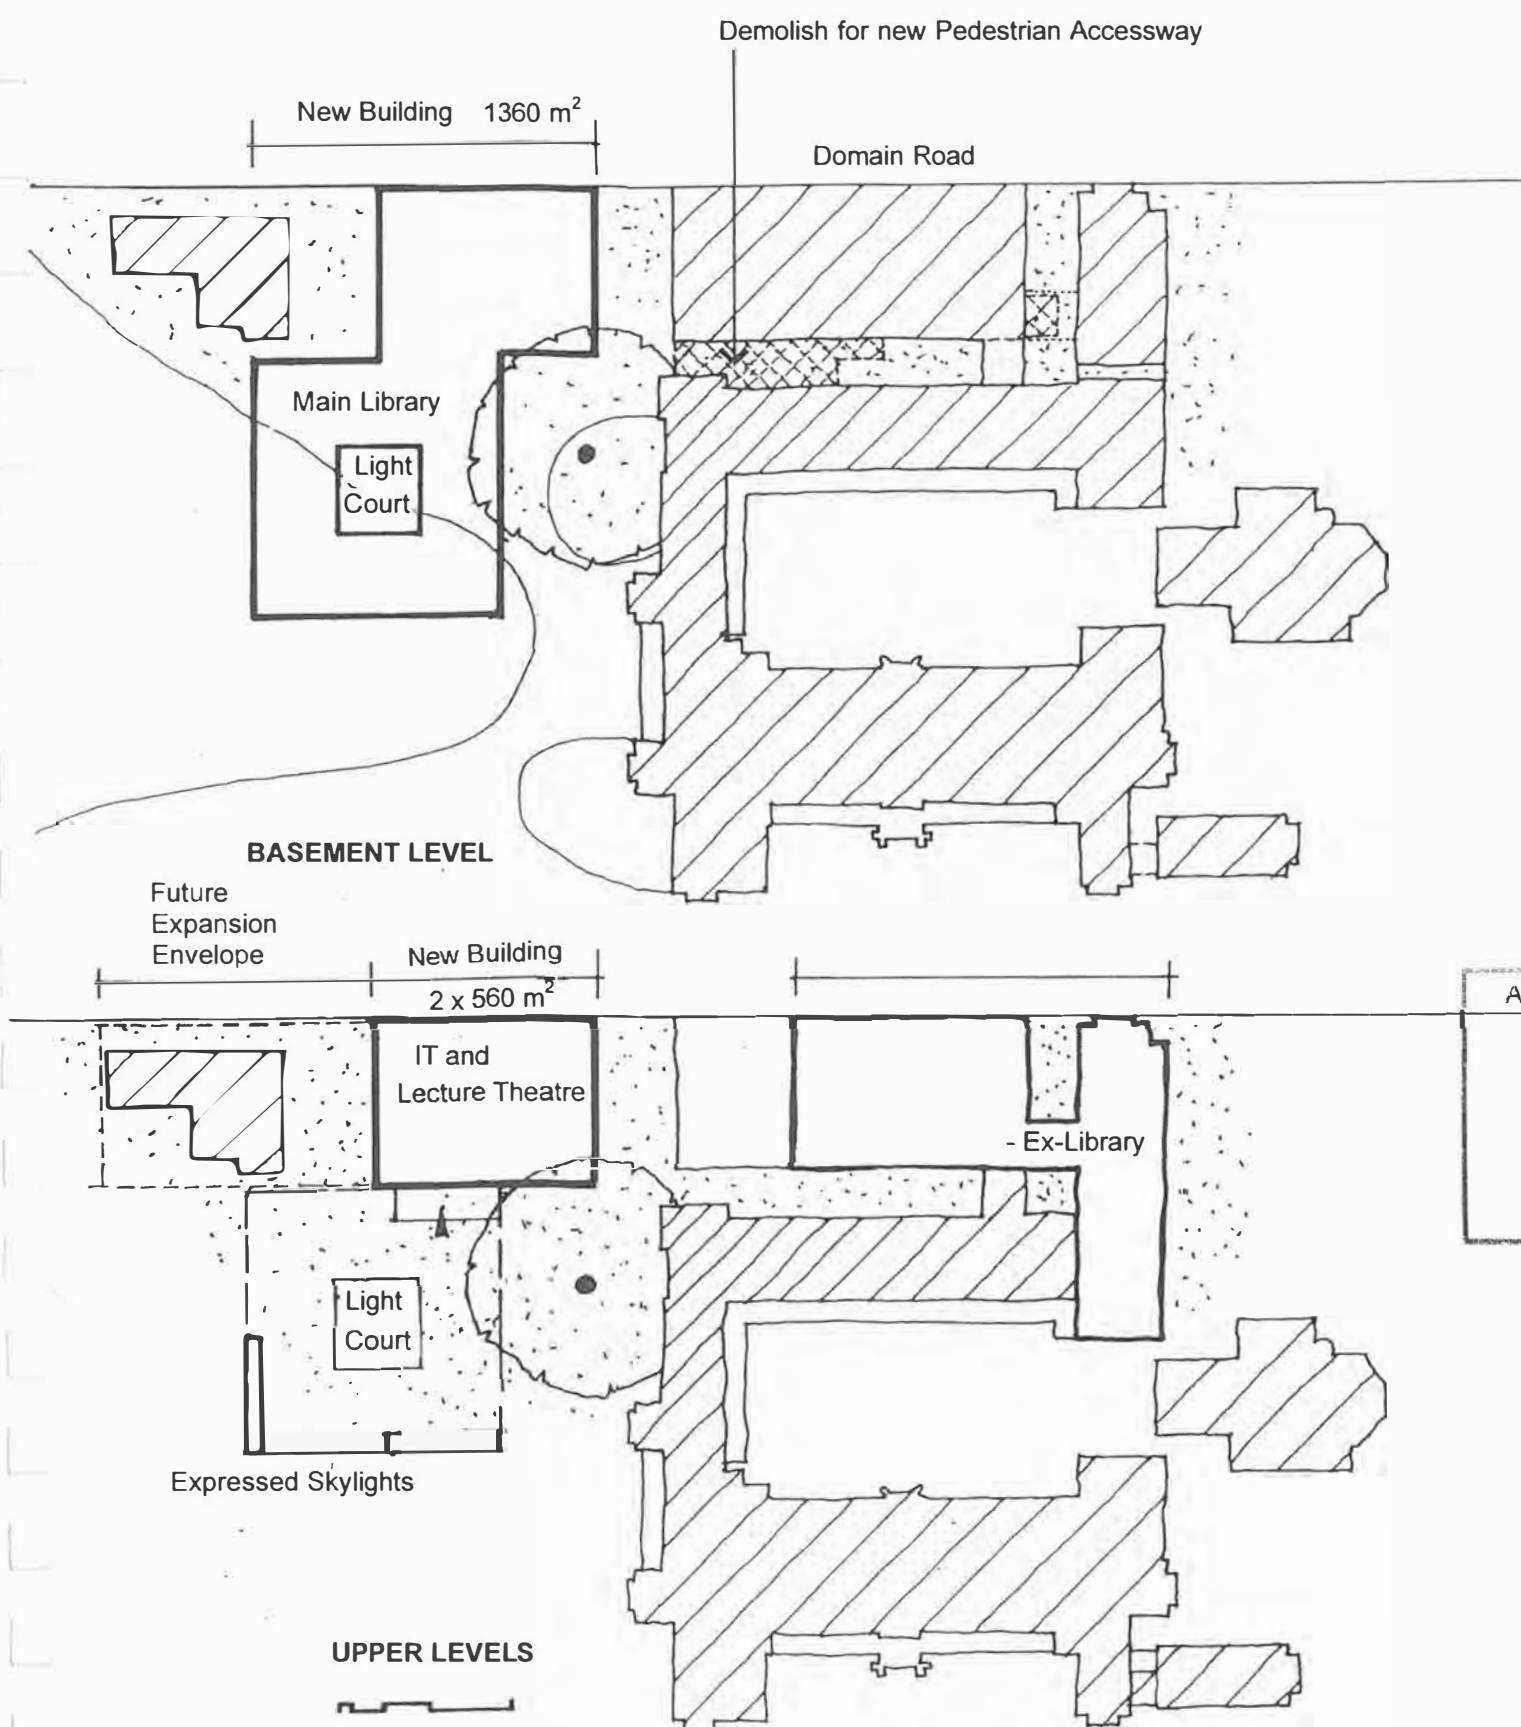 Demolish for new Pedestrian Accessway
New Building 1360 m²
Domain Road
Main Library
Light
Court
BASEMENT LEVEL
Future
Expansion
Envelope
New Building
2 x 560 m²
A
IT and
Lecture Theatre
- Ex-Library
Light
Court
Expressed Skylights
UPPER LEVELS